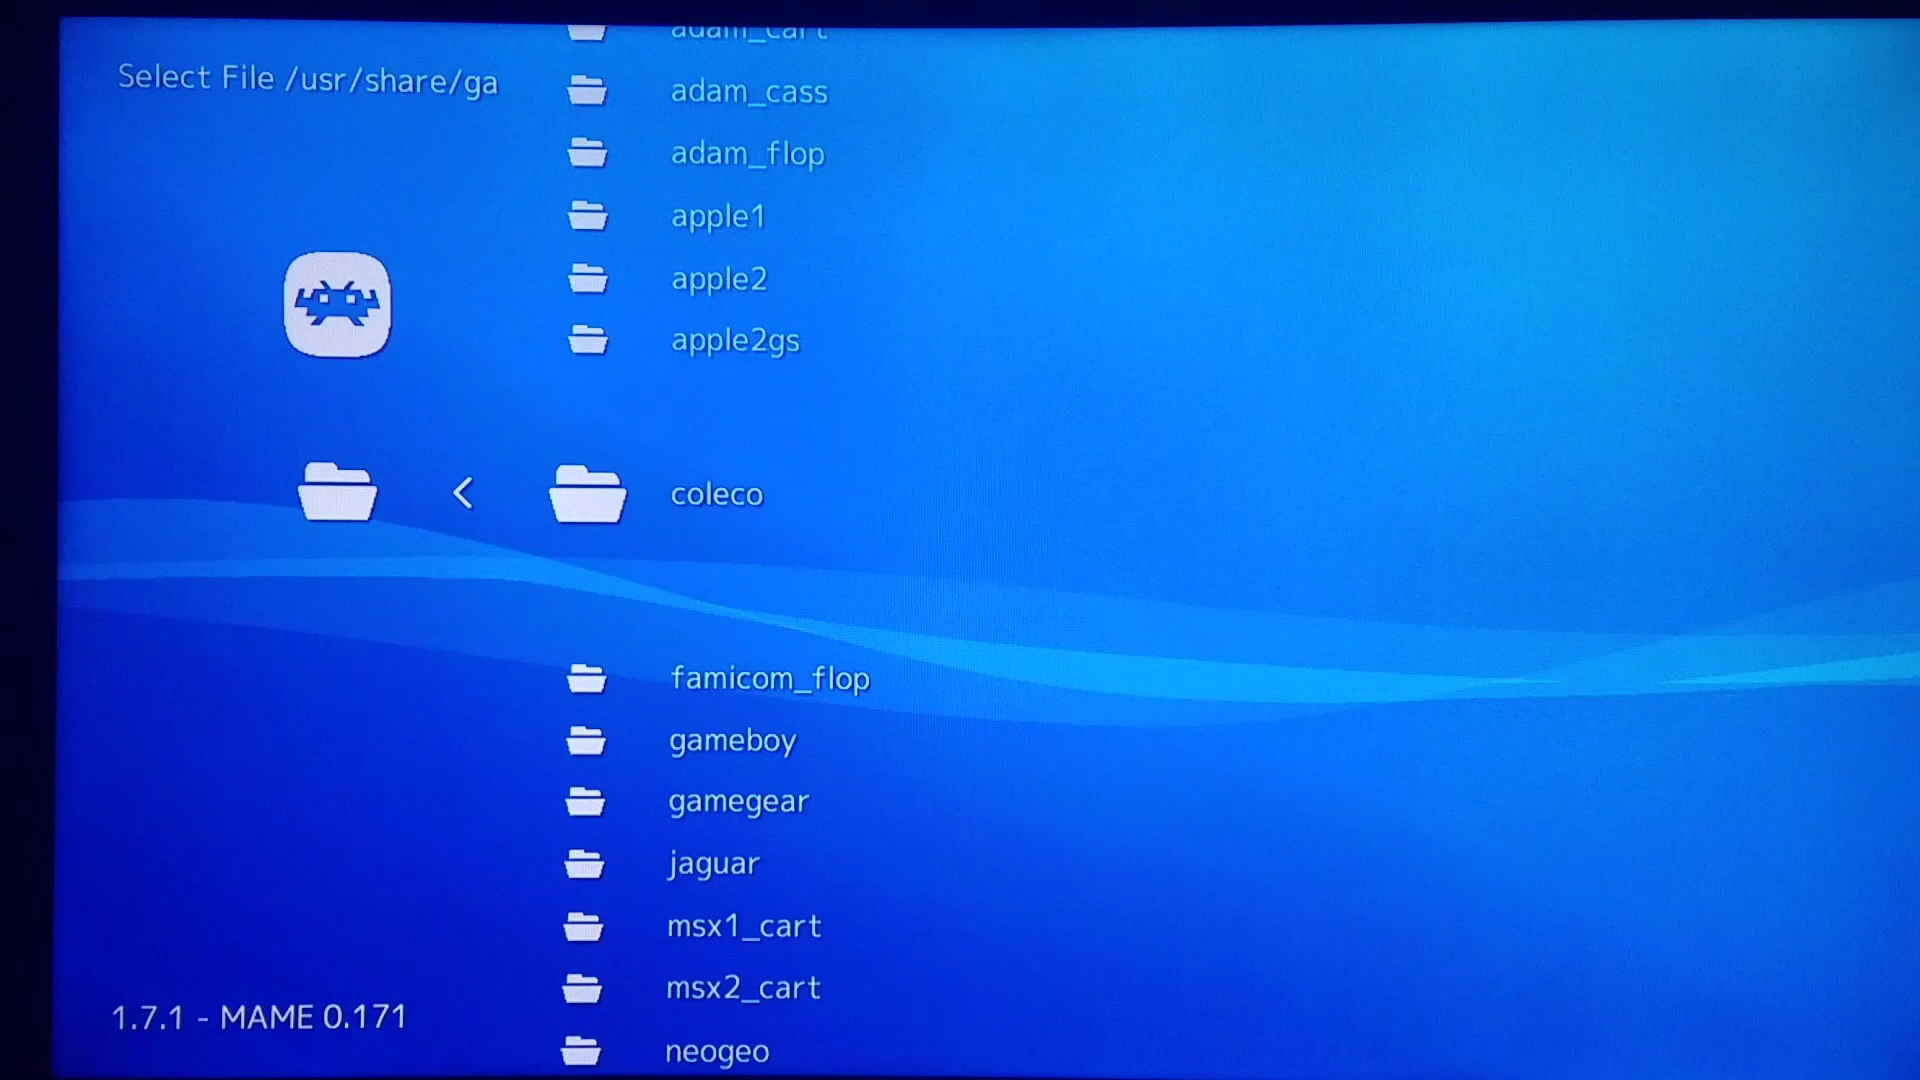 adam_cart
Select File /usr/share/ga
adam_cass
adam_flop
apple1
apple2
apple2gs
coleco
famicom_flop
gameboy
gamegear
jaguar
msx1_cart
msx2_cart
1.7.1 - MAME 0.171
neogeo